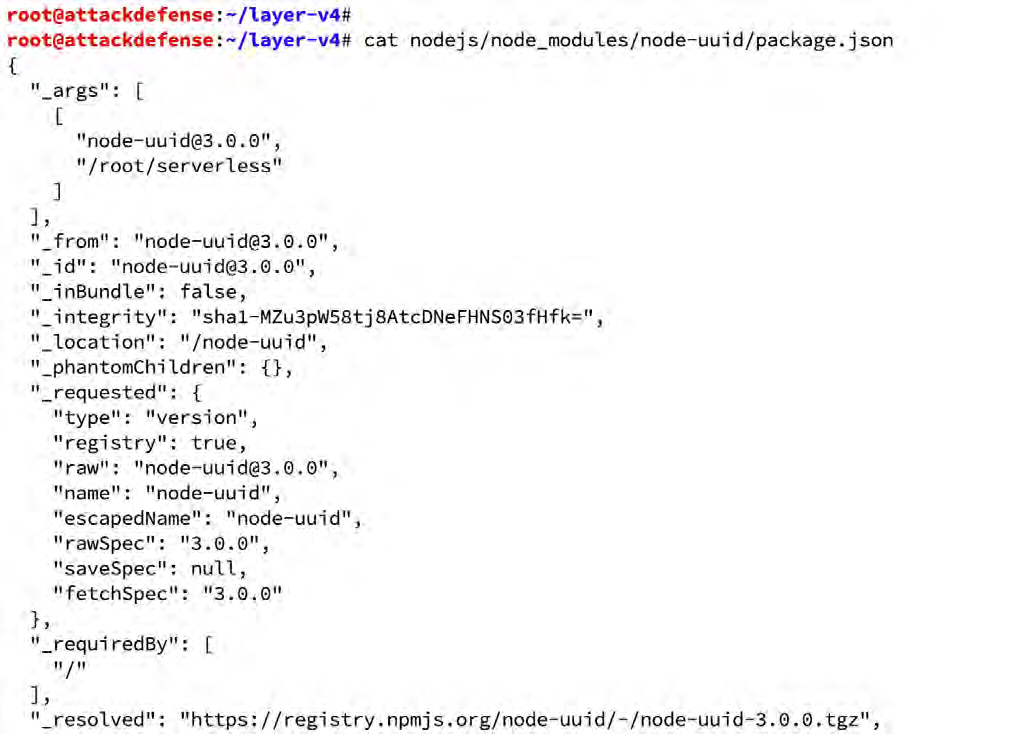 root@attackdefense:~/layer-v4#
root@attackdefense:~/layer-v4# cat nodejs/node_modules/node-uuid/package.json
{
  "_args": [
    [
      "node-uuid@3.0.0",
      "/root/serverless"
    ]
  ],
  "_from": "node-uuid@3.0.0",
  "_id": "node-uuid@3.0.0",
  "_inBundle": false,
  "_integrity": "sha1-MZu3pW58tj8AtcDNeFHNS03fHfk=",
  "_location": "/node-uuid",
  "_phantomChildren": {},
  "_requested": {
    "type": "version",
    "registry": true,
    "raw": "node-uuid@3.0.0",
    "name": "node-uuid",
    "escapedName": "node-uuid",
    "rawSpec": "3.0.0",
    "saveSpec": null,
    "fetchSpec": "3.0.0"
  },
  "_requiredBy": [
    "/"
  ],
  "_resolved": "https://registry.npmjs.org/node-uuid/-/node-uuid-3.0.0.tgz",